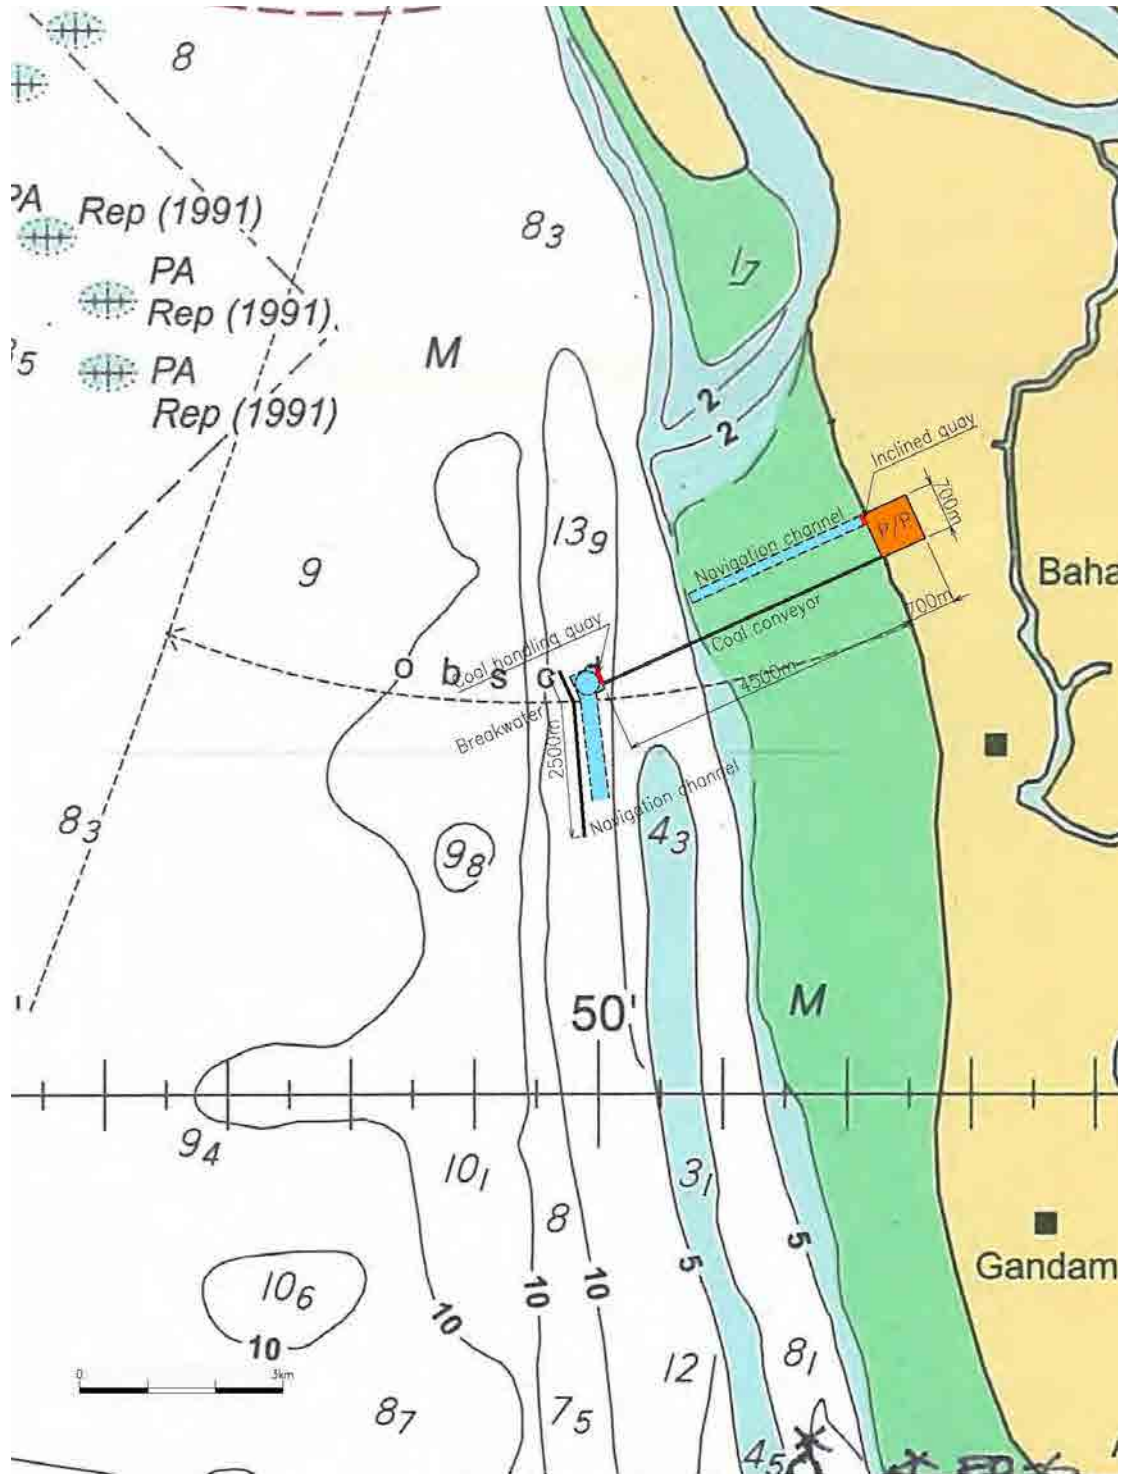 8
PA
Rep (1991)
8₃
PA
Rep (1991)
17
M
PA
Rep (1991)
2
2
Inclined quay
700m
P/P
Navigation channel
13₉
9
Baha
700m
Coal conveyor
Coal handling quay
o b s c
4500m
Breakwater
2500m
Navigation channel
8₃
4₃
9₈
M
50'
9₄
10₁
3₁
8
5
5
Gandam
10₆
10
10
10
10
0
3km
12
8₁
8₇
7₅
4₅